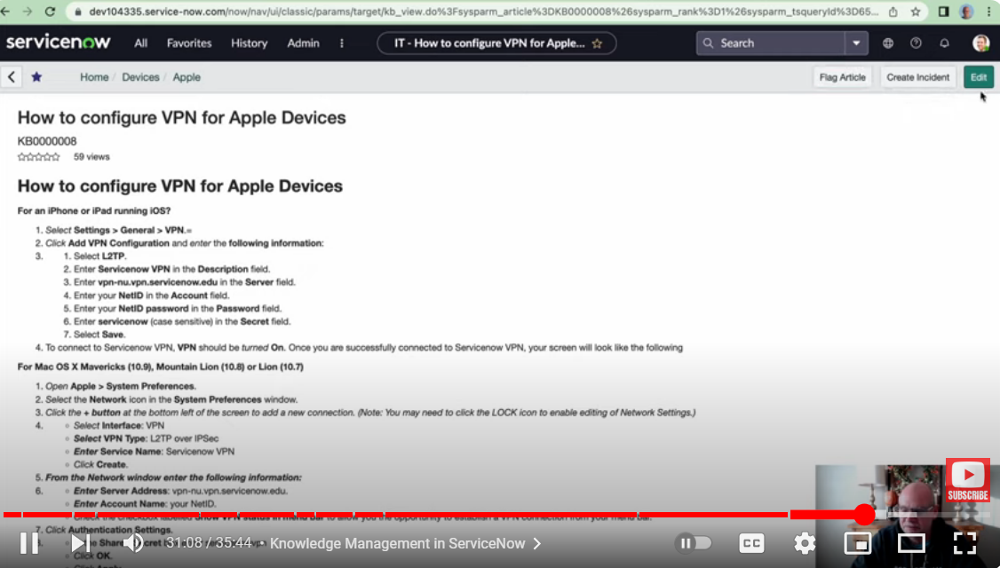 dev104335.service-now.com/now/nav/ui/classic/params/target/kb_view.do%3Fsysparm_article%3DKB0000008%26sysparm_rank%3D1%26sysparm_tsqueryId%3D65...
servicenow All Favorites History Admin IT - How to configure VPN for Apple... Search
Home / Devices / Apple Flag Article Create Incident Edit
How to configure VPN for Apple Devices
KB0000008
59 views
How to configure VPN for Apple Devices
For an iPhone or iPad running iOS?
1. Select Settings > General > VPN.=
2. Click Add VPN Configuration and enter the following information:
3. 1. Select L2TP.
2. Enter Servicenow VPN in the Description field.
3. Enter vpn-nu.vpn.servicenow.edu in the Server field.
4. Enter your NetID in the Account field.
5. Enter your NetID password in the Password field.
6. Enter servicenow (case sensitive) in the Secret field.
7. Select Save.
4. To connect to Servicenow VPN, VPN should be turned On. Once you are successfully connected to Servicenow VPN, your screen will look like the following
For Mac OS X Mavericks (10.9), Mountain Lion (10.8) or Lion (10.7)
1. Open Apple > System Preferences.
2. Select the Network icon in the System Preferences window.
3. Click the + button at the bottom left of the screen to add a new connection. (Note: You may need to click the LOCK icon to enable editing of Network Settings.)
4. ◦ Select Interface: VPN
◦ Select VPN Type: L2TP over IPSec
◦ Enter Service Name: Servicenow VPN
◦ Click Create.
5. From the Network window enter the following information:
6. ◦ Enter Server Address: vpn-nu.vpn.servicenow.edu.
◦ Enter Account Name: your NetID.
SUBSCRIBE
7. Click Authentication Settings.
31:08 / 35:44 • Knowledge Management in ServiceNow
CC
Click OK.